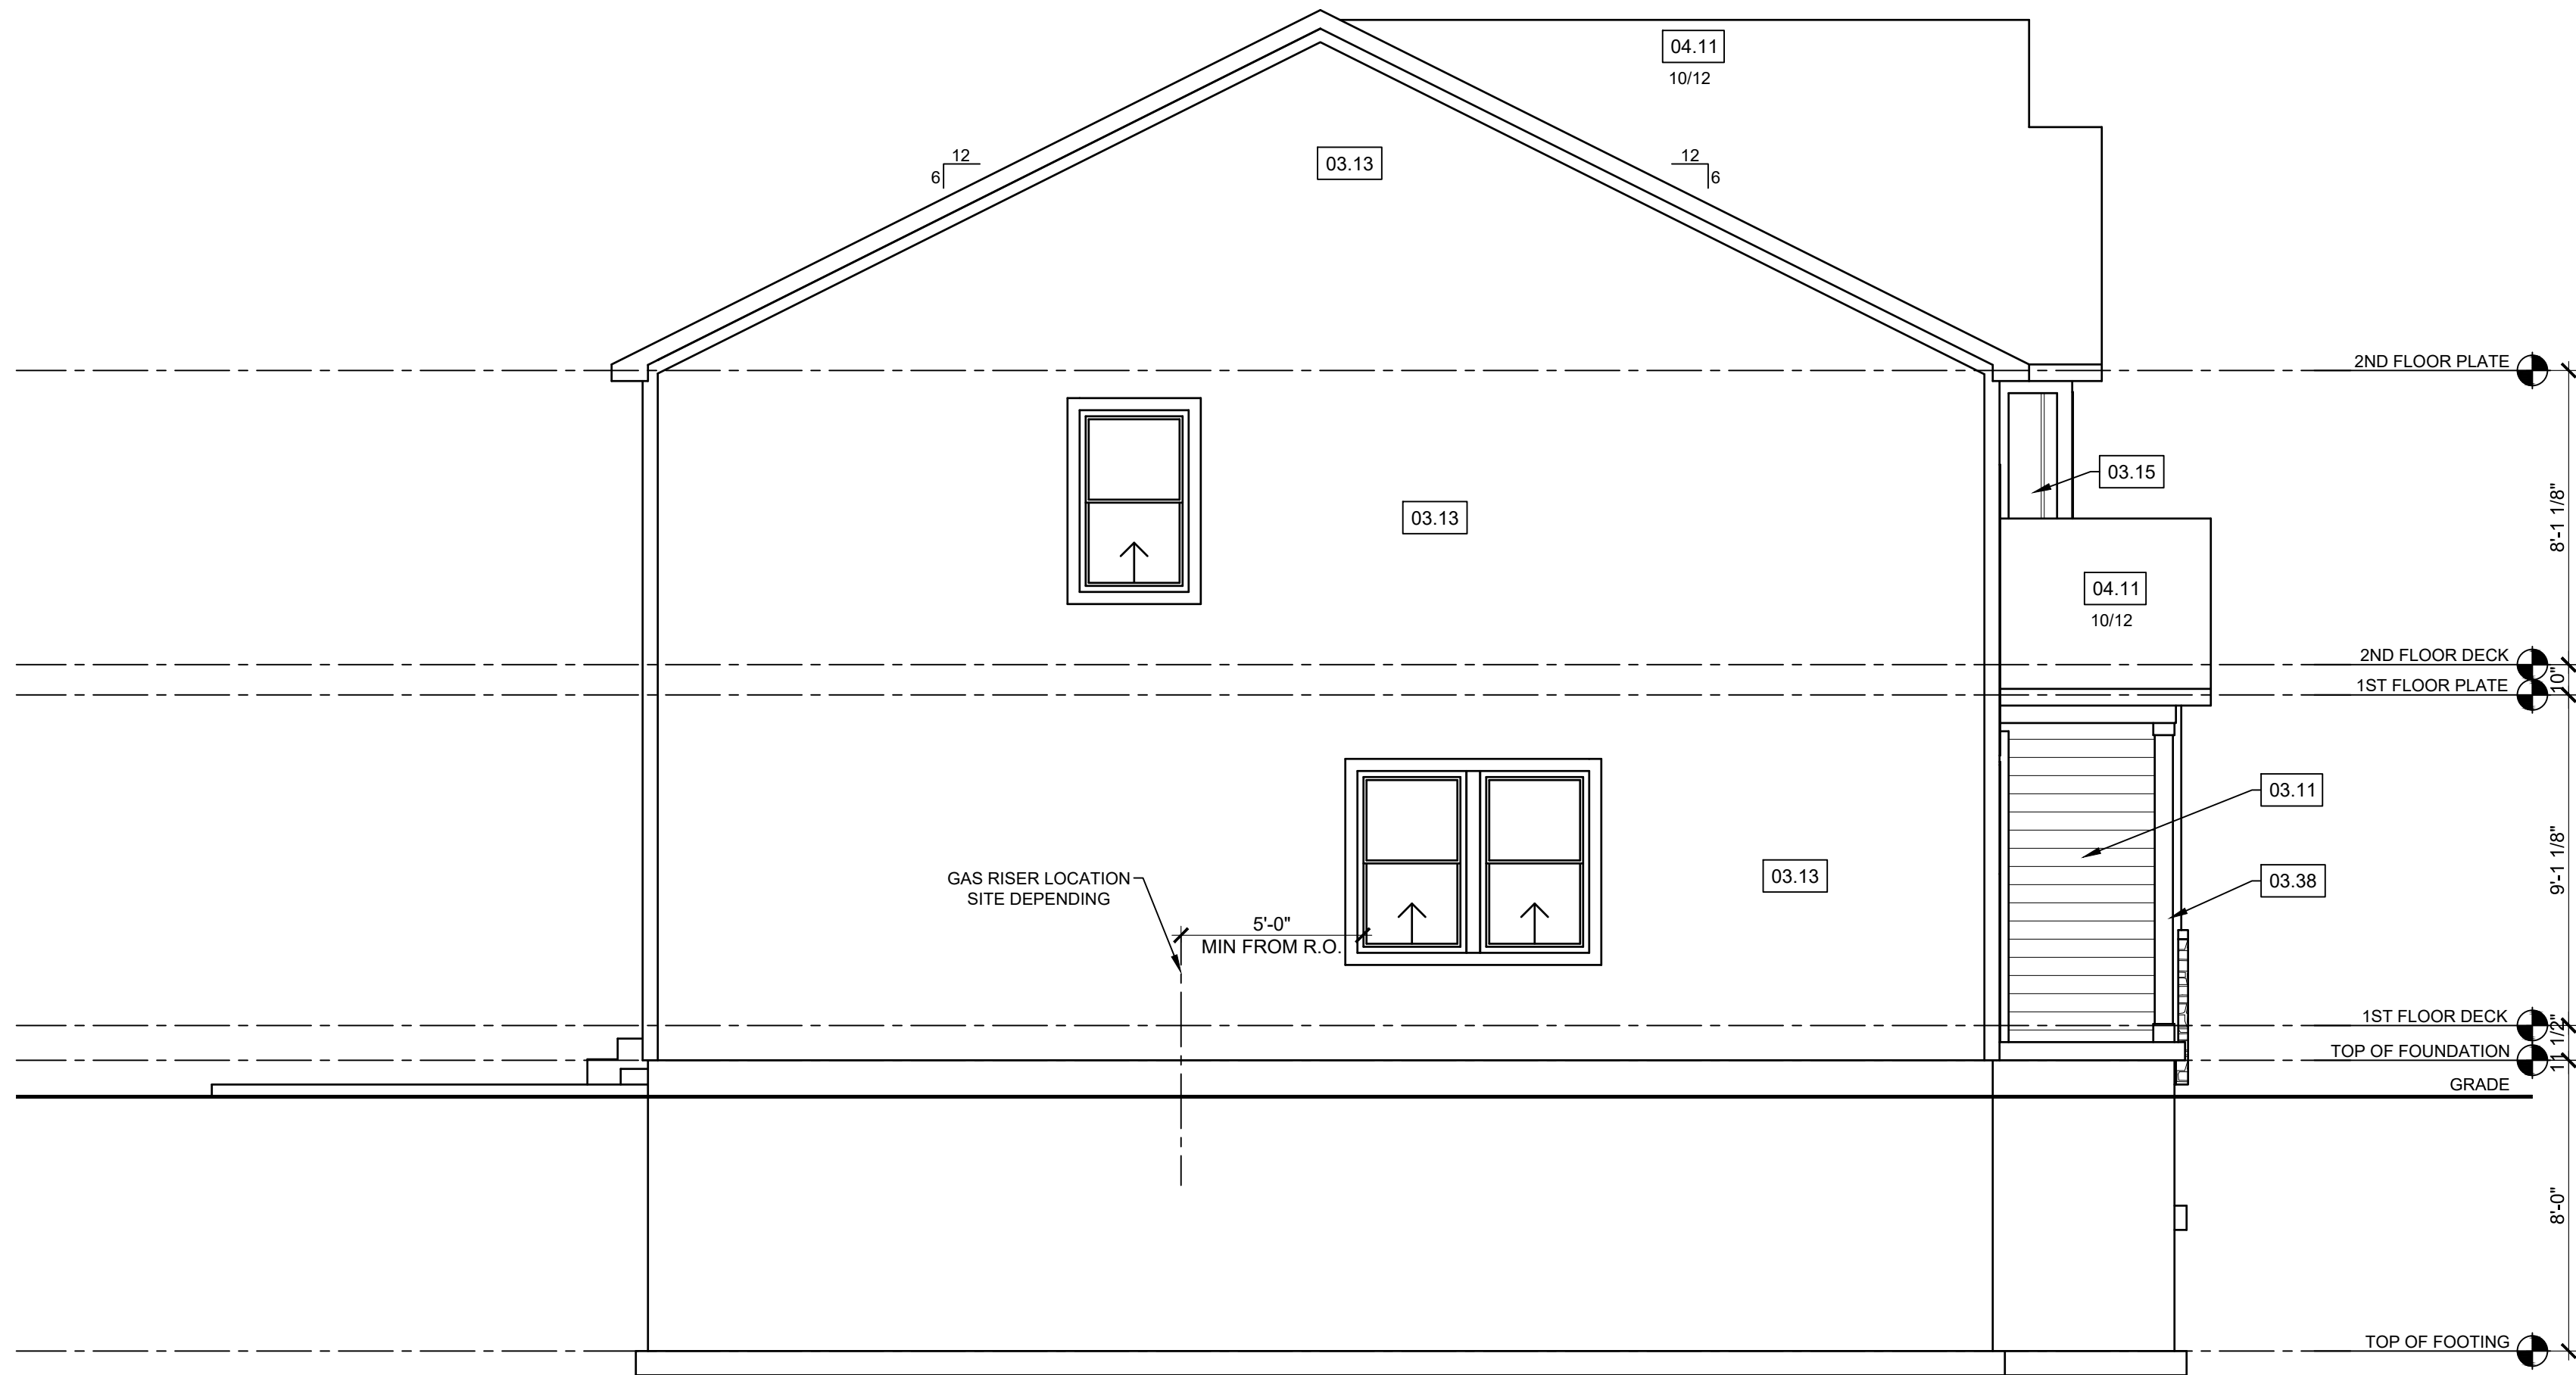 04.11
10/12
12
6
03.13
12
6
2ND FLOOR PLATE
03.15
03.13
8'-1 1/8"
04.11
10/12
2ND FLOOR DECK
10"
1ST FLOOR PLATE
03.11
9'-1 1/8"
03.13
03.38
GAS RISER LOCATION
SITE DEPENDING
5'-0"
MIN FROM R.O.
1ST FLOOR DECK
11 1/2"
TOP OF FOUNDATION
GRADE
8'-0"
TOP OF FOOTING